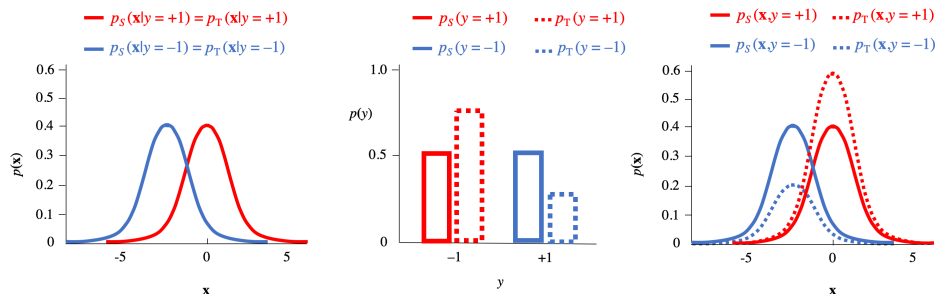 p_S(x|y = +1) = p_T(x|y = +1)
p_S(x|y = −1) = p_T(x|y = −1)
0.6
0.5
0.4
0.3
0.2
0.1
0
p(x)
-5
0
5
x
p_S(y = +1)
p_T(y = +1)
p_S(y = −1)
p_T(y = −1)
1.0
p(y)
0.5
0
−1
+1
y
p_S(x,y = +1)
p_T(x,y = +1)
p_S(x,y = −1)
p_T(x,y = −1)
0.6
0.5
0.4
0.3
0.2
0.1
0
p(x)
-5
0
5
x